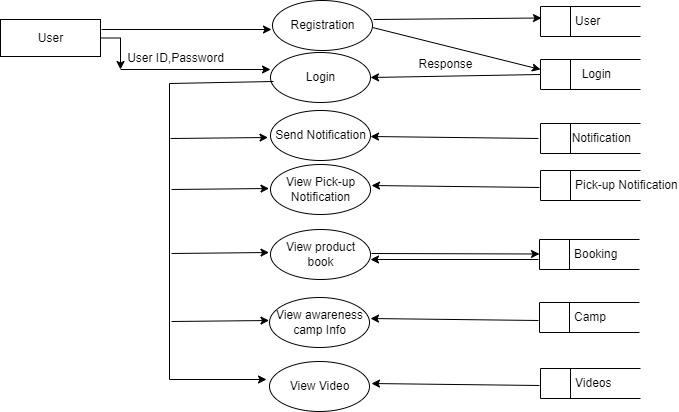 Registration
User
User
User ID,Password
Response
Login
Login
Send Notification
Notification
View Pick-up
Notification
Pick-up Notification
View product
book
Booking
View awareness
camp Info
Camp
View Video
Videos